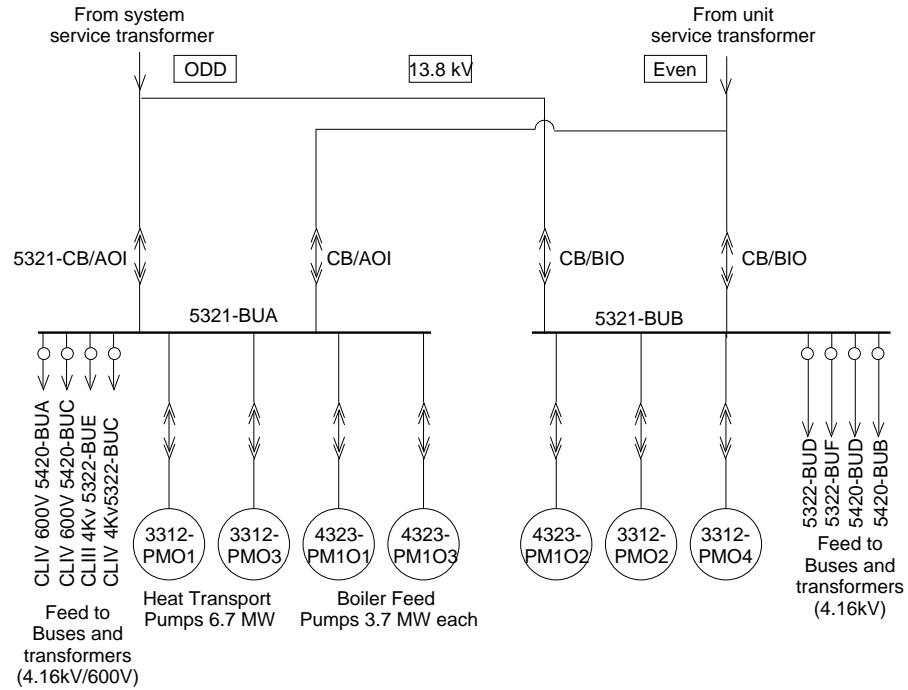 From system
service transformer
From unit
service transformer
ODD
13.8 kV
Even
5321-CB/AOI
CB/AOI
CB/BIO
CB/BIO
5321-BUA
5321-BUB
CLIV 600V 5420-BUA
CLIV 600V 5420-BUC
CLIII 4Kv 5322-BUE
CLIV 4Kv5322-BUC
3312-
PMO1
3312-
PMO3
4323-
PM1O1
4323-
PM1O3
4323-
PM1O2
3312-
PMO2
3312-
PMO4
5322-BUD
5322-BUF
5420-BUD
5420-BUB
Feed to
Buses and
transformers
(4.16kV/600V)
Heat Transport
Pumps 6.7 MW
Boiler Feed
Pumps 3.7 MW each
Feed to
Buses and
transformers
(4.16kV)